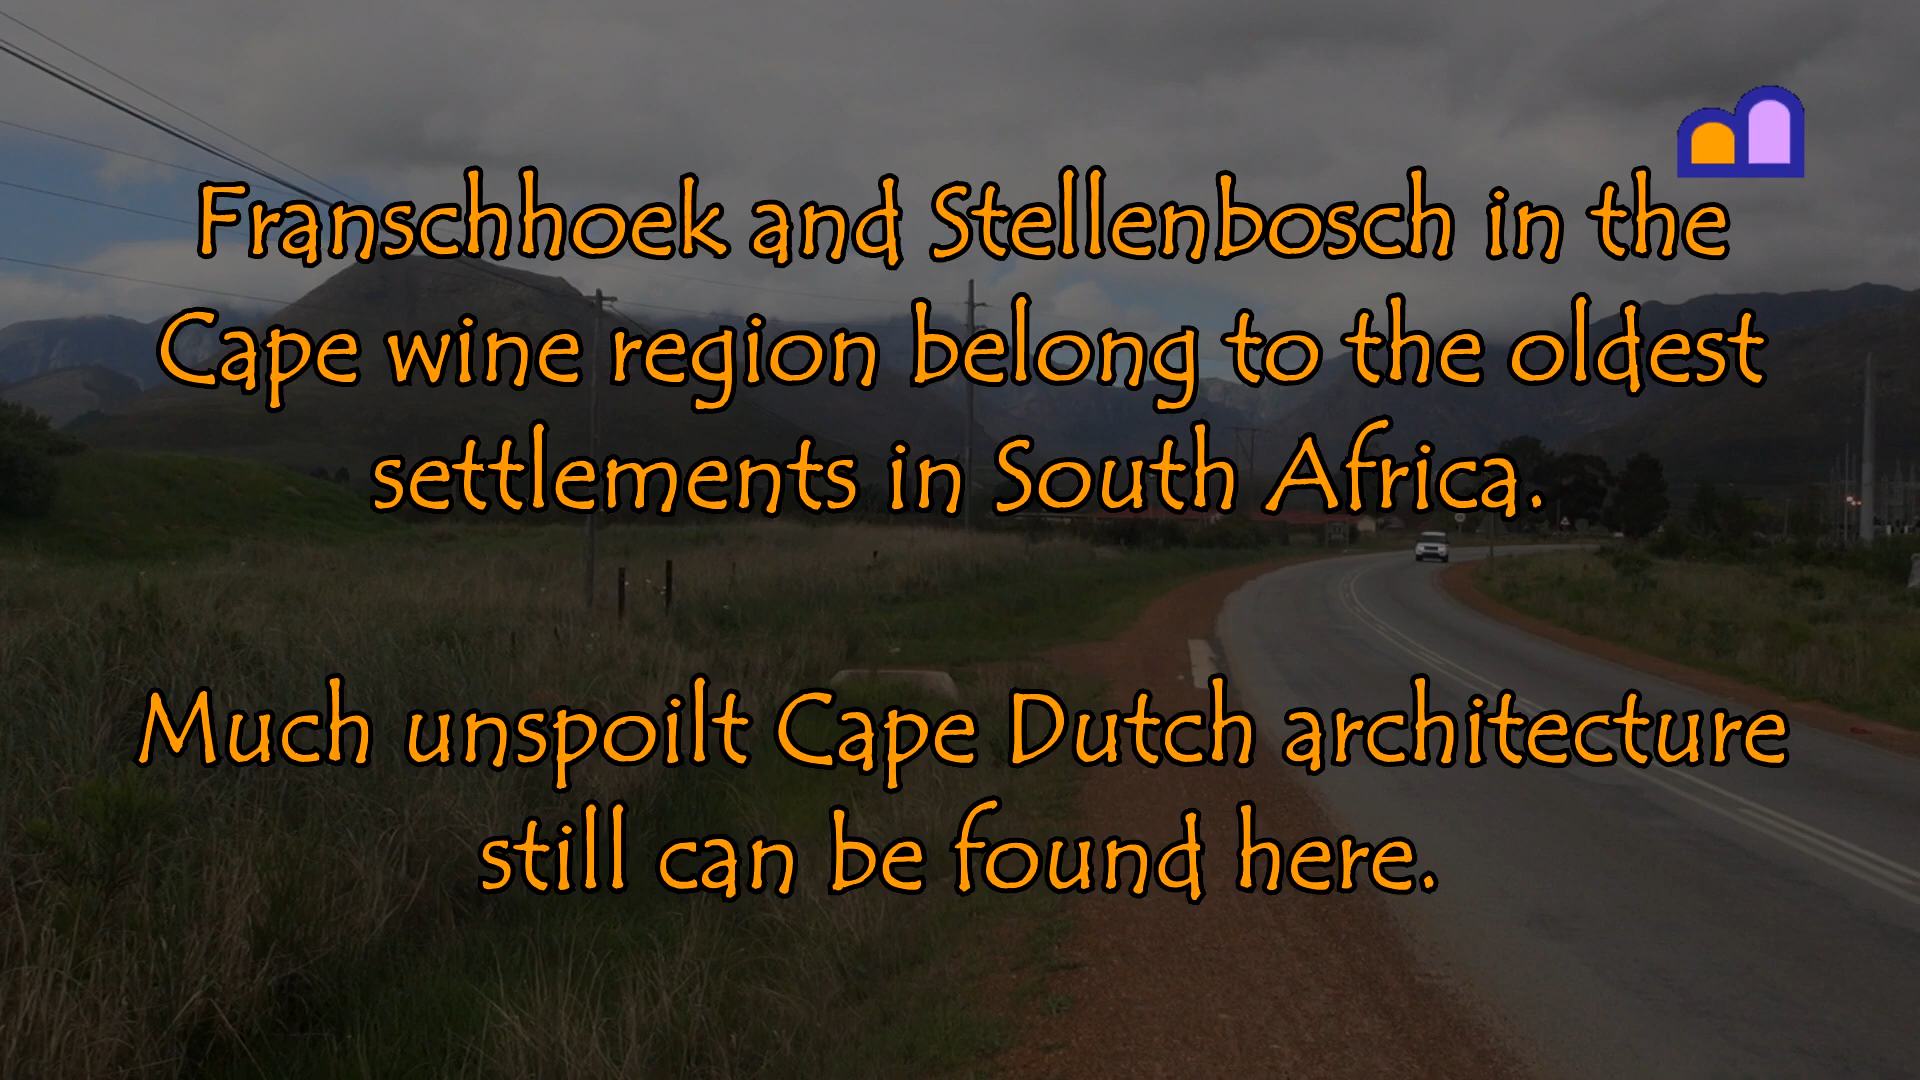 Franschhoek and Stellenbosch in the
Cape wine region belong to the oldest
settlements in South Africa.
Much unspoilt Cape Dutch architecture
still can be found here.